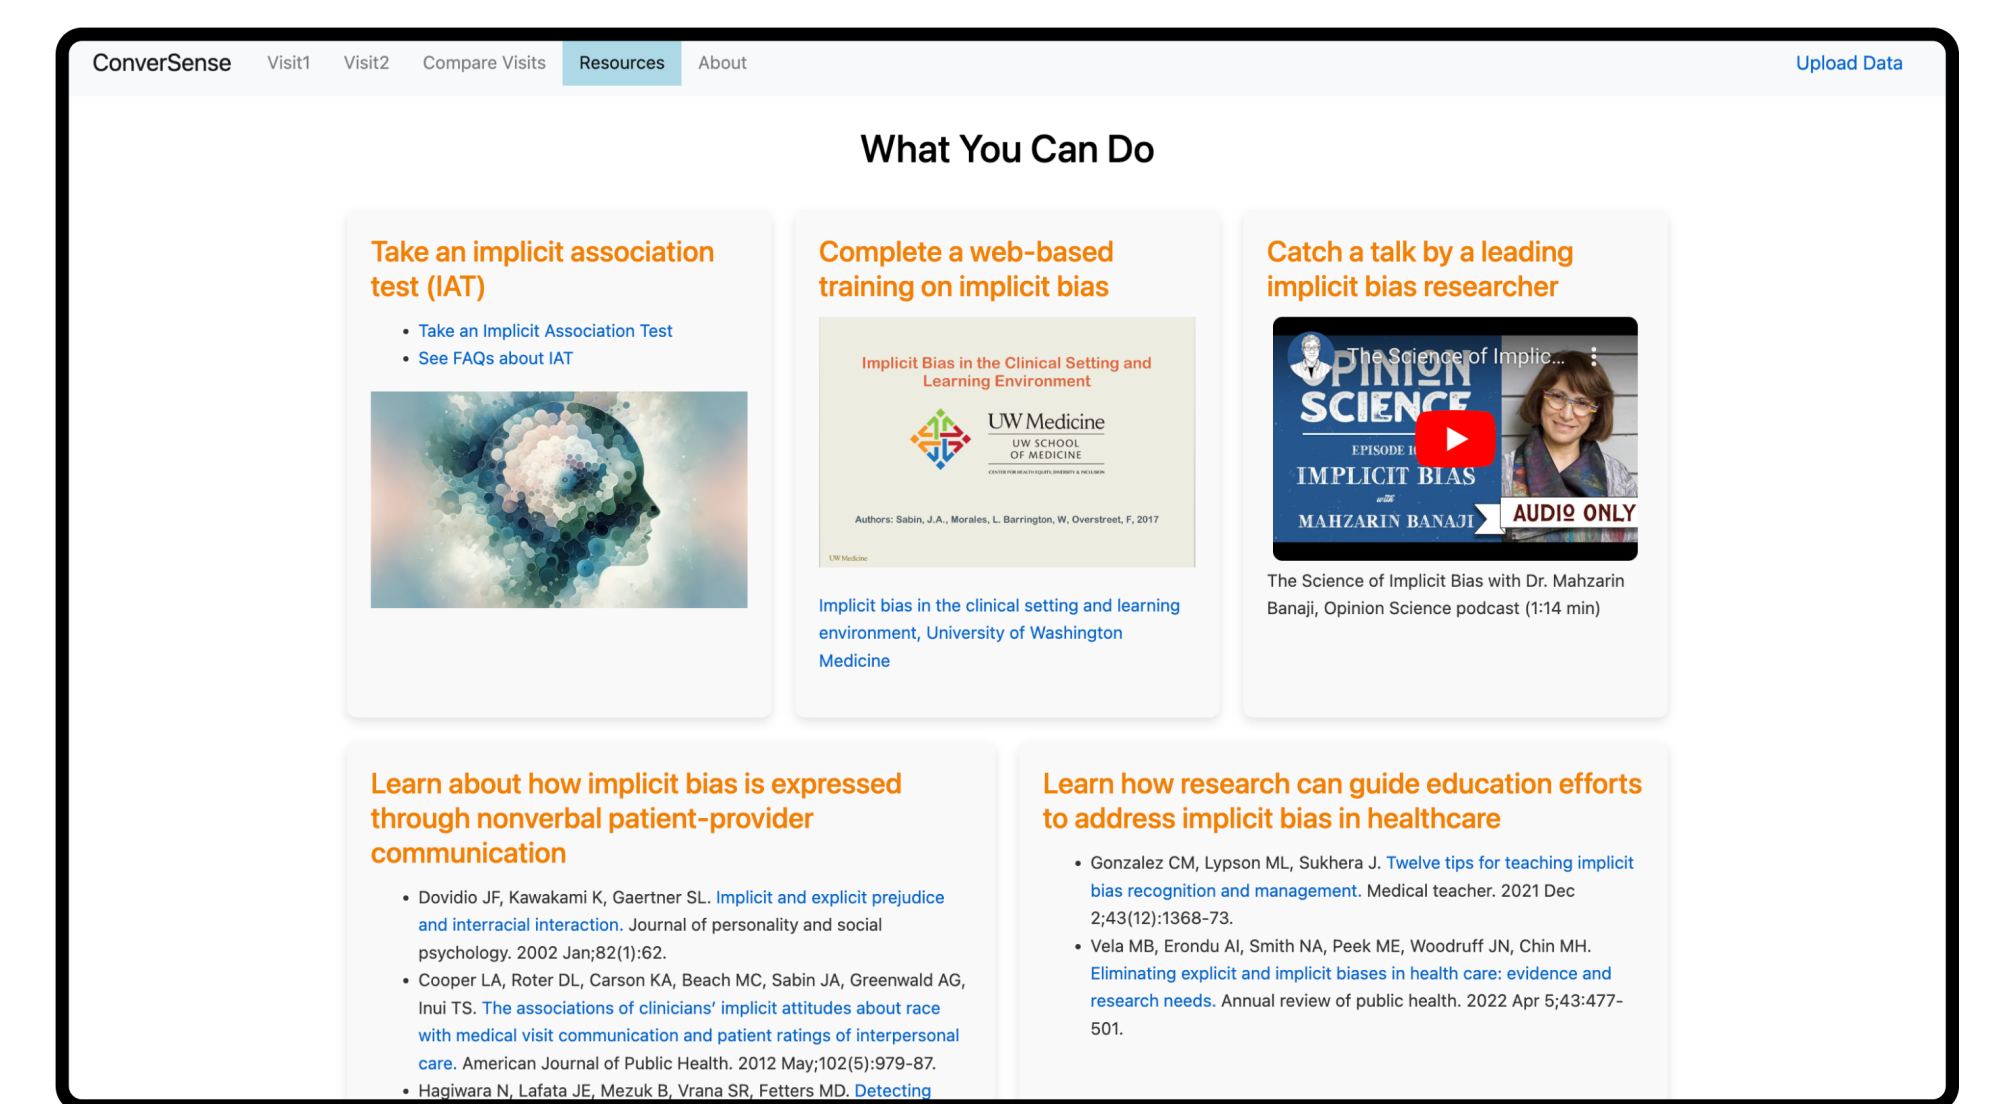 ConverSense Visit1 Visit2 Compare Visits Resources About Upload Data
What You Can Do
Take an implicit association
test (IAT)
• Take an Implicit Association Test
• See FAQs about IAT
Complete a web-based
training on implicit bias
Implicit Bias in the Clinical Setting and
Learning Environment
UW Medicine
UW SCHOOL
OF MEDICINE
CENTER FOR HEALTH EQUITY, DIVERSITY & INCLUSION
Authors: Sabin, J.A., Morales, L. Barrington, W, Overstreet, F, 2017
UW Medicine
Implicit bias in the clinical setting and learning
environment, University of Washington
Medicine
Catch a talk by a leading
implicit bias researcher
The Science of Implic...
OPINION
SCIENCE
EPISODE
IMPLICIT BIAS
with
MAHZARIN BANAJI
AUDIO ONLY
The Science of Implicit Bias with Dr. Mahzarin
Banaji, Opinion Science podcast (1:14 min)
Learn about how implicit bias is expressed
through nonverbal patient-provider
communication
• Dovidio JF, Kawakami K, Gaertner SL. Implicit and explicit prejudice
and interracial interaction. Journal of personality and social
psychology. 2002 Jan;82(1):62.
• Cooper LA, Roter DL, Carson KA, Beach MC, Sabin JA, Greenwald AG,
Inui TS. The associations of clinicians’ implicit attitudes about race
with medical visit communication and patient ratings of interpersonal
care. American Journal of Public Health. 2012 May;102(5):979-87.
• Hagiwara N, Lafata JE, Mezuk B, Vrana SR, Fetters MD. Detecting
Learn how research can guide education efforts
to address implicit bias in healthcare
• Gonzalez CM, Lypson ML, Sukhera J. Twelve tips for teaching implicit
bias recognition and management. Medical teacher. 2021 Dec
2;43(12):1368-73.
• Vela MB, Erondu AI, Smith NA, Peek ME, Woodruff JN, Chin MH.
Eliminating explicit and implicit biases in health care: evidence and
research needs. Annual review of public health. 2022 Apr 5;43:477-
501.